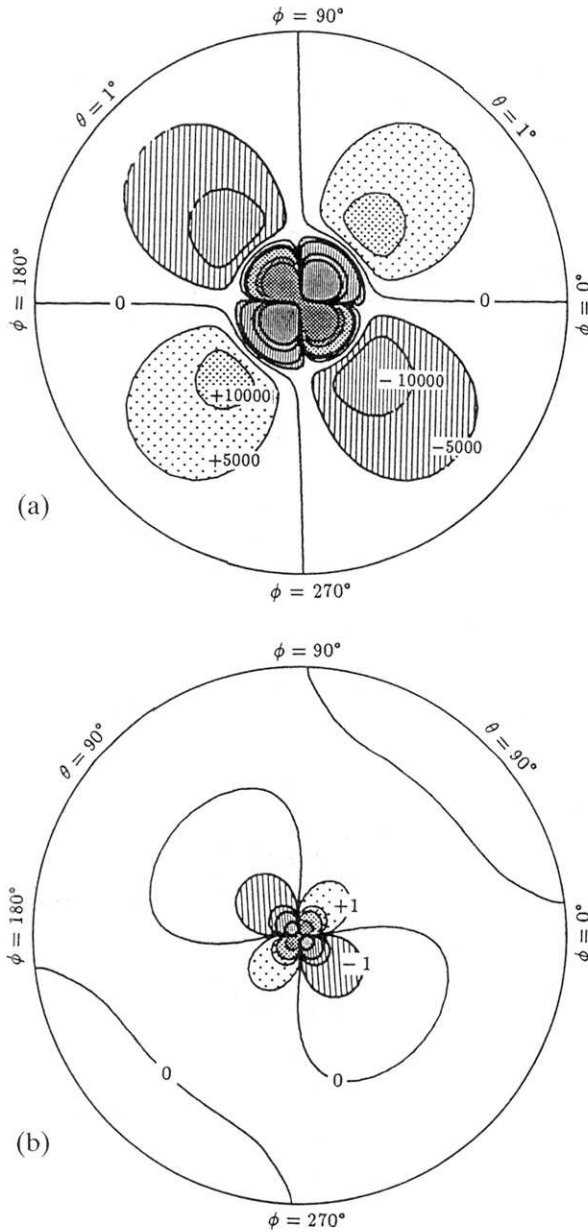 ϕ = 90°
θ = 1°
θ = 1°
ϕ = 180°
0
0
ϕ = 0°
+10000
− 10000
+5000
−5000
(a)
ϕ = 270°
ϕ = 90°
θ = 90°
θ = 90°
ϕ = 180°
+1
ϕ = 0°
− 1
0
0
(b)
ϕ = 270°